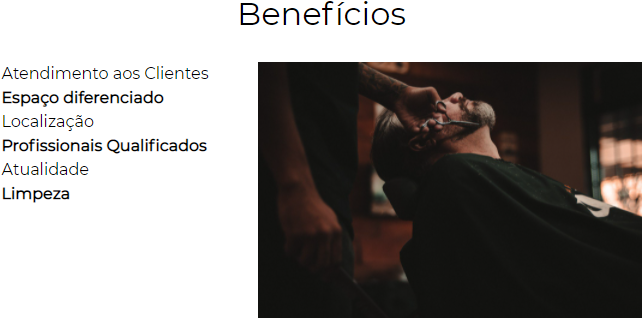 Benefícios
Atendimento aos Clientes
Espaço diferenciado
Localização
Profissionais Qualificados
Atualidade
Limpeza